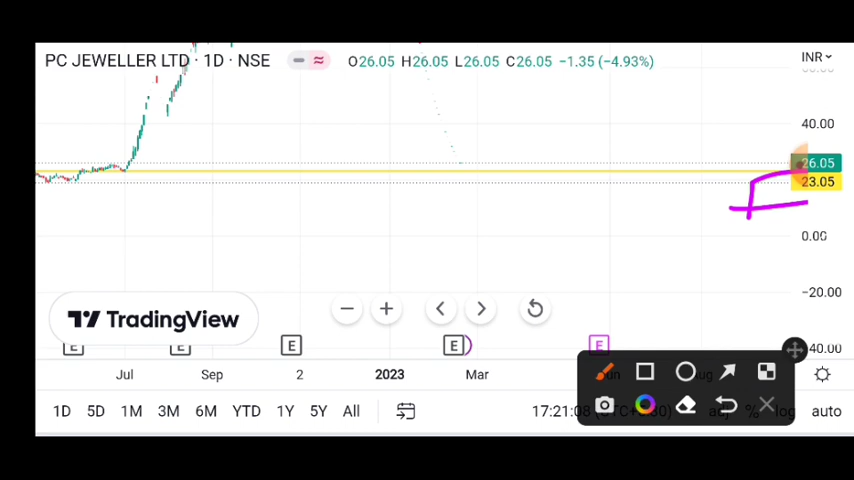 PC JEWELLER LTD · 1D · NSE O26.05 H26.05 L26.05 C26.05 −1.35 (−4.93%) INR
40.00
26.05
23.05
0.00
−20.00
TradingView
E E E E E
40.00
Jul Sep 2 2023 Mar
1D 5D 1M 3M 6M YTD 1Y 5Y All 17:21:08 log auto